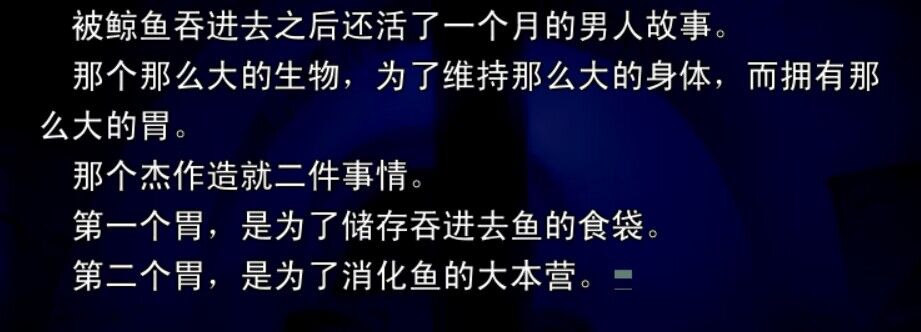 被鲸鱼吞进去之后还活了一个月的男人故事。
那个那么大的生物，为了维持那么大的身体，而拥有那
么大的胃。
那个杰作造就二件事情。
第一个胃，是为了储存吞进去鱼的食袋。
第二个胃，是为了消化鱼的大本营。